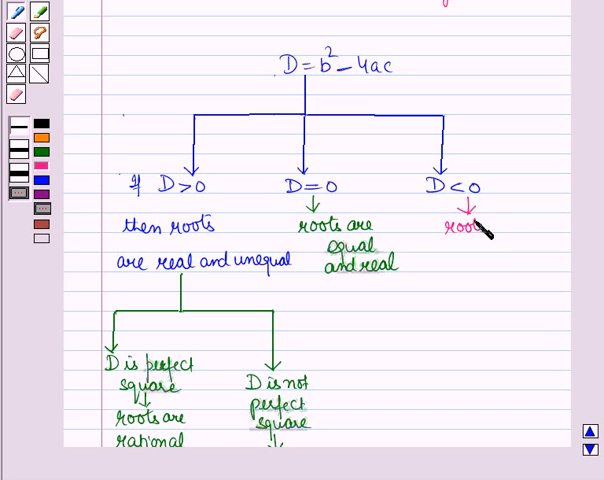 D = b² - 4ac
If D > 0
D = 0
D < 0
then roots
are real and unequal
roots are
equal
and real
root
D is perfect
square
roots are
rational
D is not
perfect
square